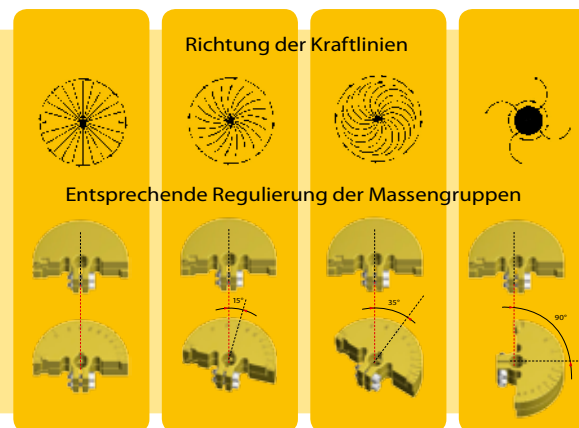 Richtung der Kraftlinien
Entsprechende Regulierung der Massengruppen
15°
35°
90°